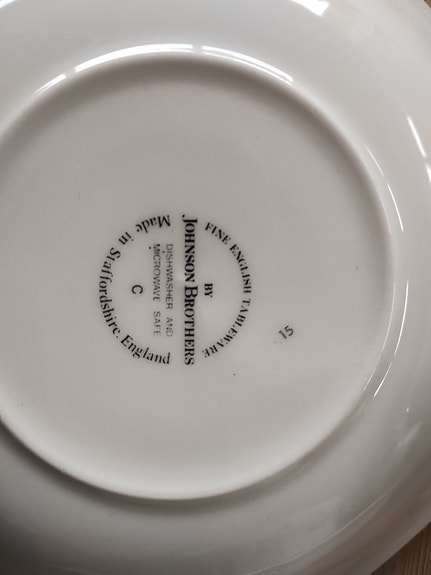 FINE ENGLISH TABLEWARE
BY
JOHNSON BROTHERS
DISHWASHER AND
MICROWAVE SAFE
C
Made in Staffordshire. England
15